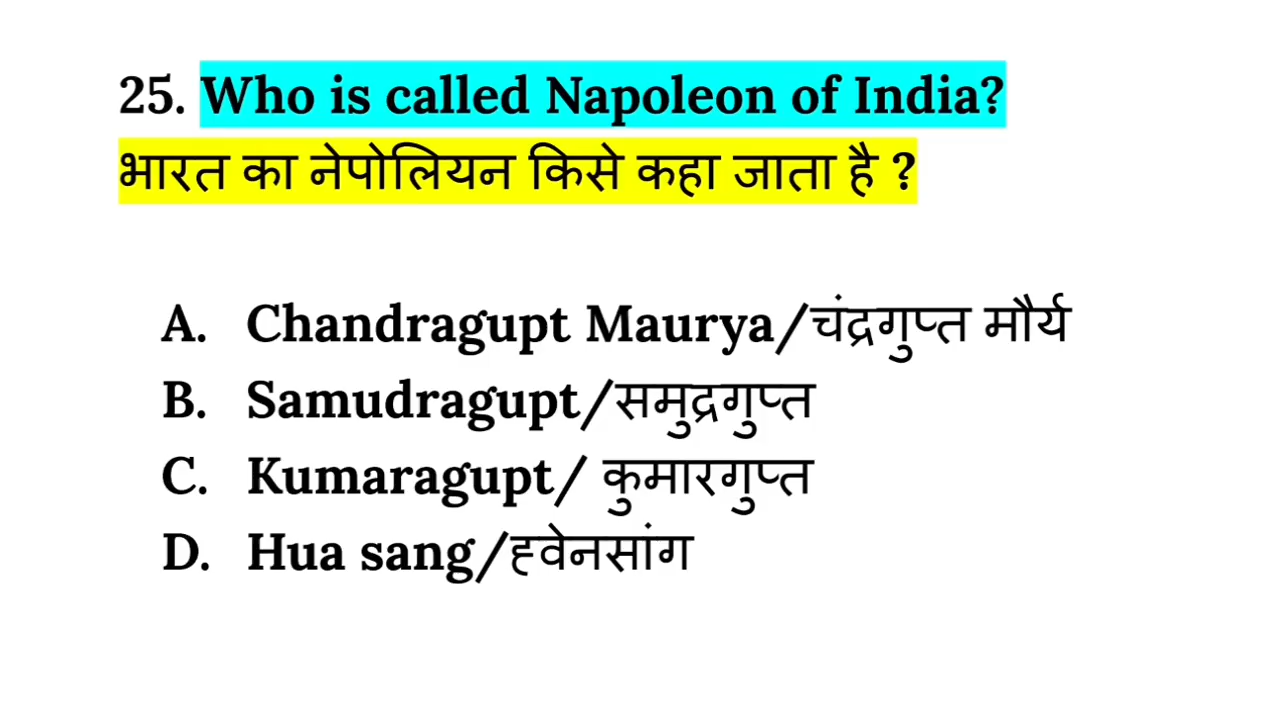 25. Who is called Napoleon of India?
भारत का नेपोलियन किसे कहा जाता है ?
A. Chandragupt Maurya/चंद्रगुप्त मौर्य
B. Samudragupt/समुद्रगुप्त
C. Kumaragupt/ कुमारगुप्त
D. Hua sang/ह्वेनसांग